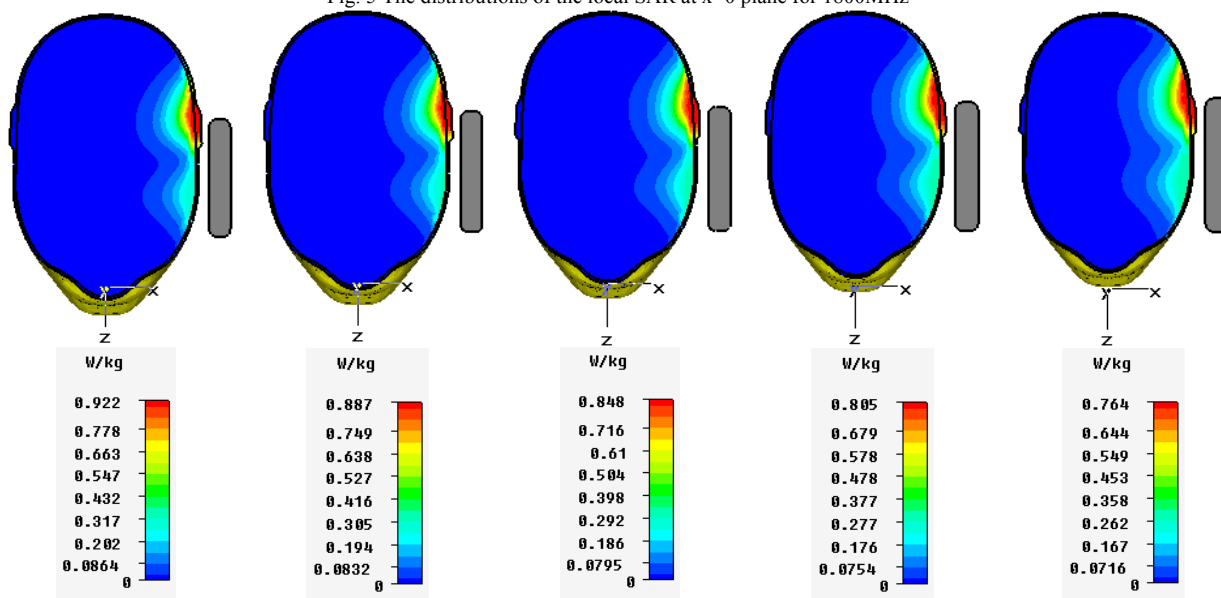 Fig. 5 The distributions of the local SAR at x=0 plane for 1800MHz
Y X
Z
Y X
Z
Y X
Z
Y X
Z
Y X
Z
W/kg
0.922
0.778
0.663
0.547
0.432
0.317
0.202
0.0864
0
W/kg
0.887
0.749
0.638
0.527
0.416
0.305
0.194
0.0832
0
W/kg
0.848
0.716
0.61
0.504
0.398
0.292
0.186
0.0795
0
W/kg
0.805
0.679
0.578
0.478
0.377
0.277
0.176
0.0754
0
W/kg
0.764
0.644
0.549
0.453
0.358
0.262
0.167
0.0716
0